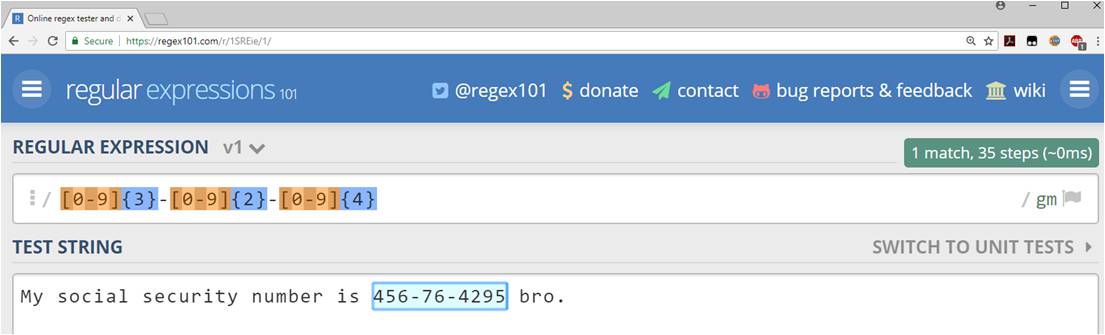 Online regex tester and d
Secure | https://regex101.com/r/1SREie/1/
regular expressions 101 @regex101 $ donate contact bug reports & feedback wiki
REGULAR EXPRESSION v1
1 match, 35 steps (~0ms)
/ [0-9]{3}-[0-9]{2}-[0-9]{4} / gm
TEST STRING SWITCH TO UNIT TESTS
My social security number is 456-76-4295 bro.